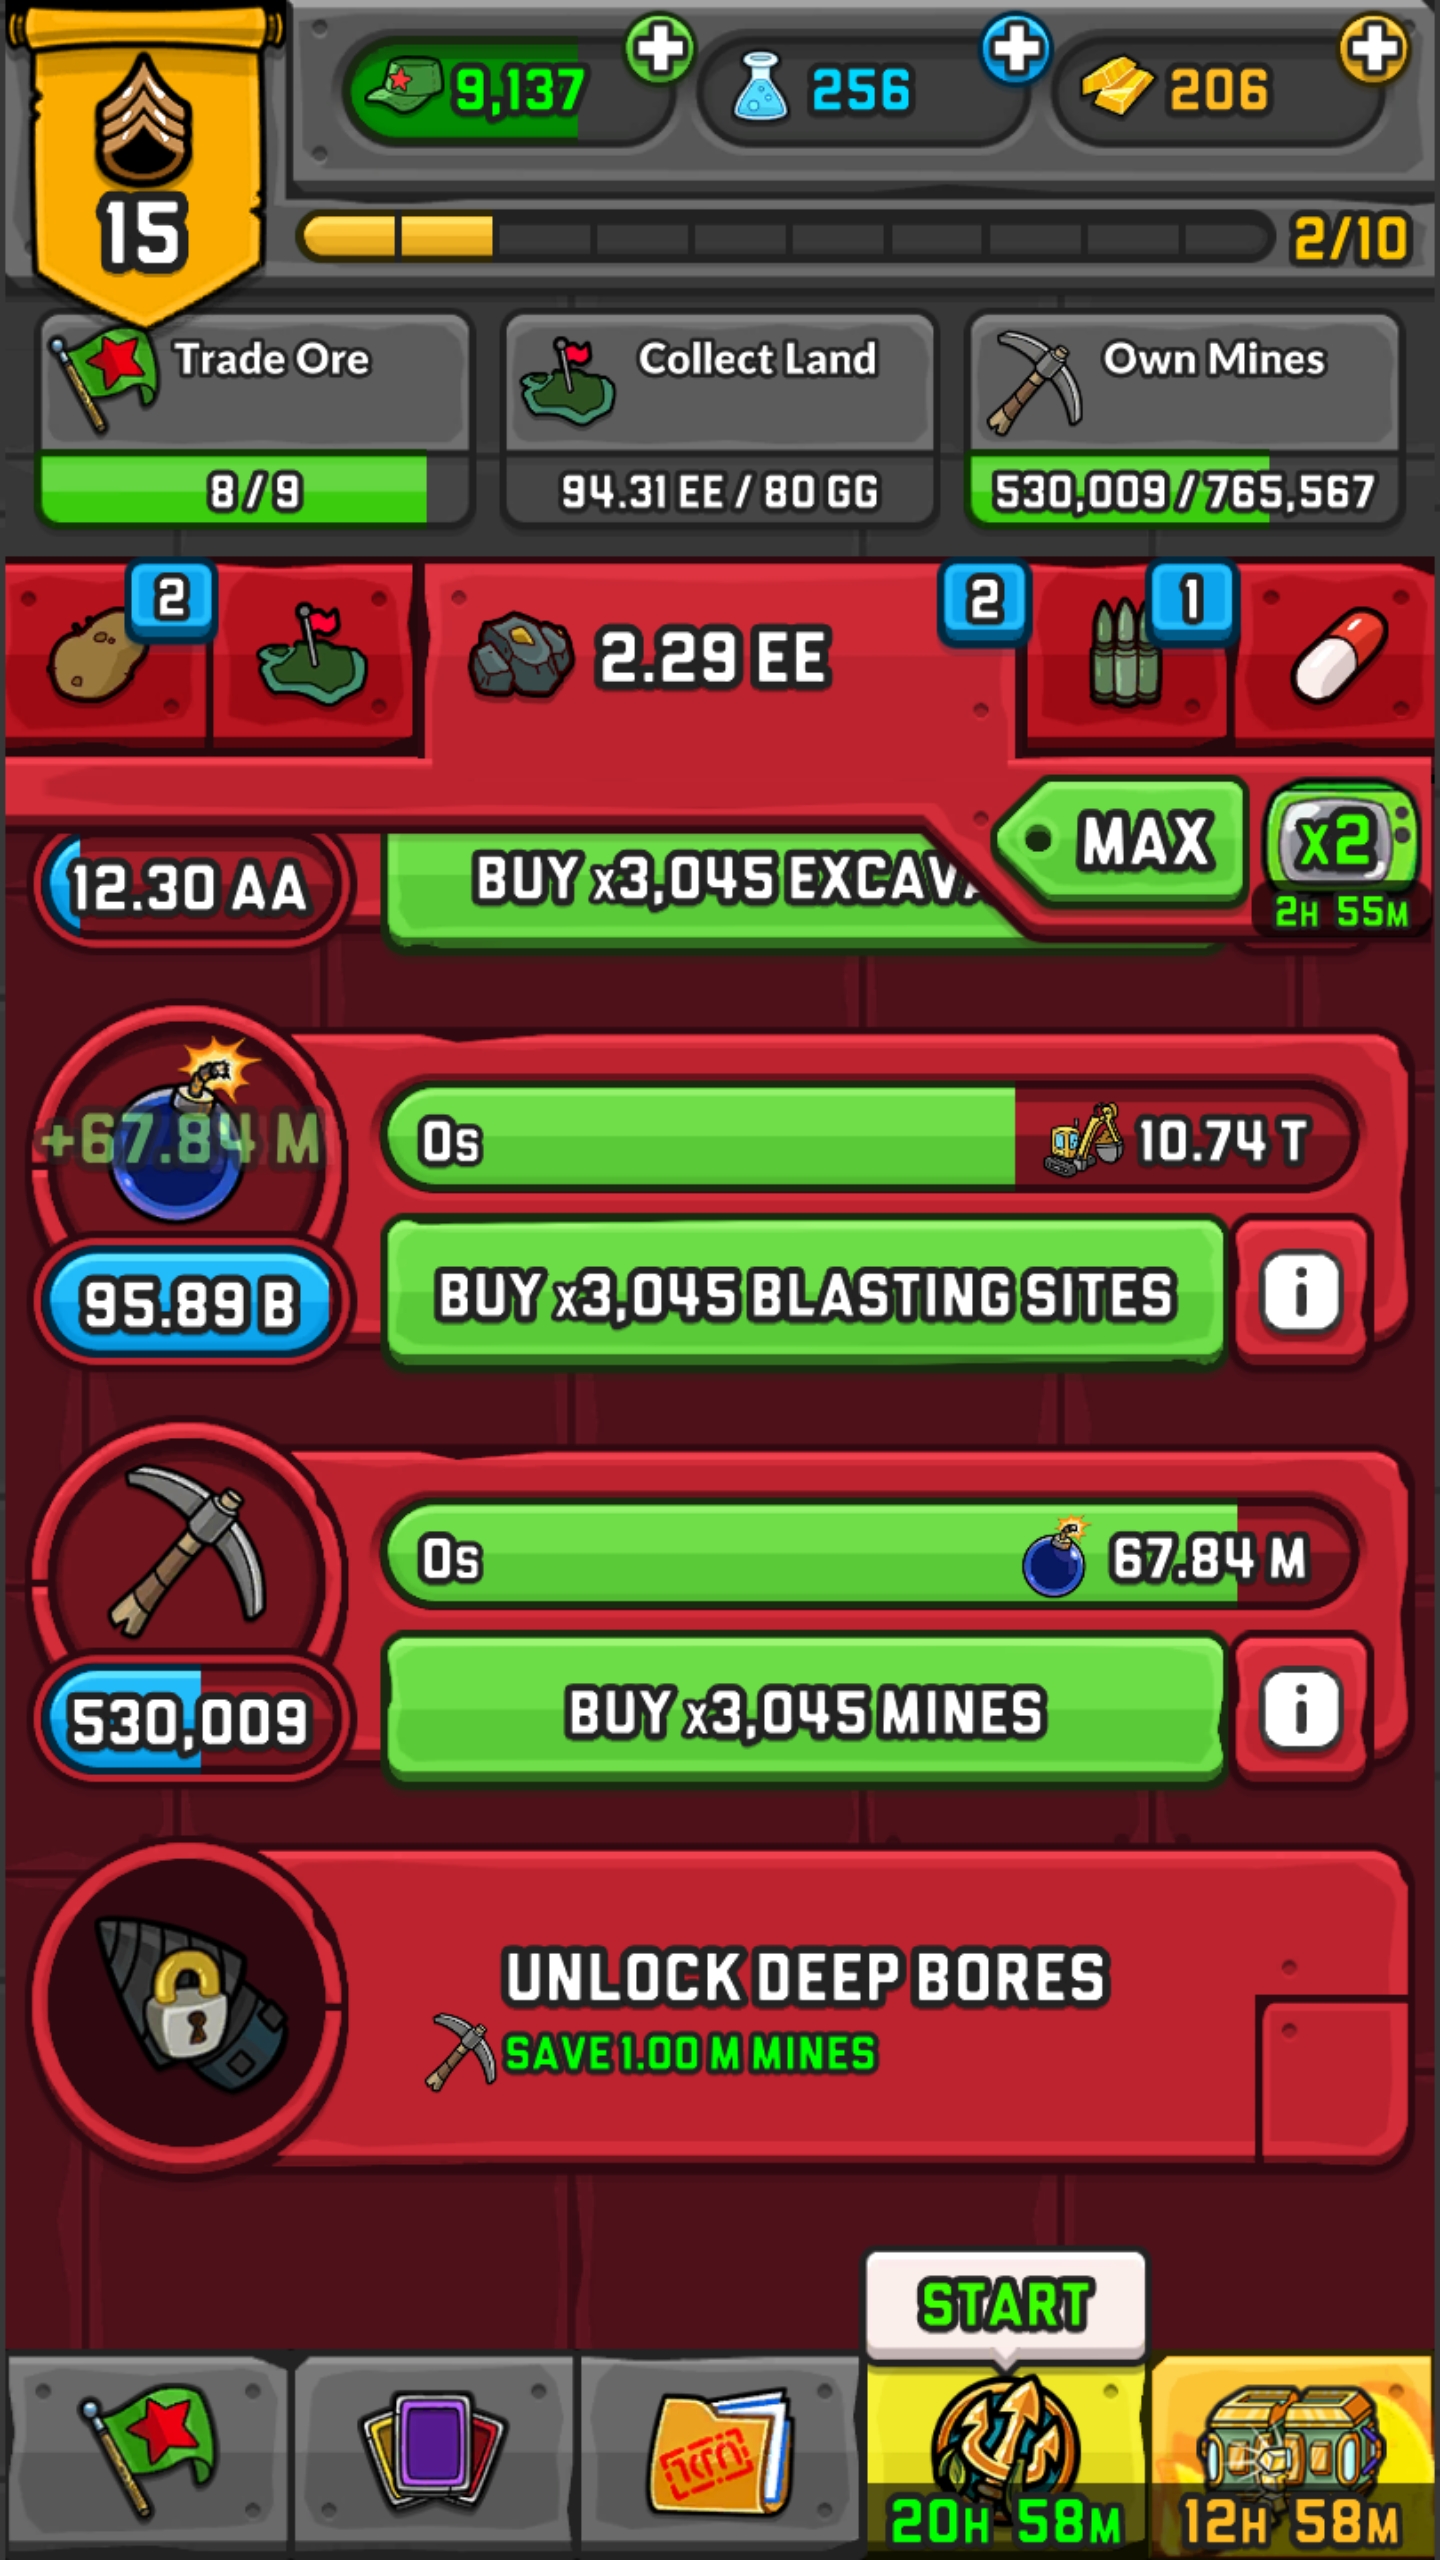 9,137
256
206
15
2/10
Trade Ore
Collect Land
Own Mines
8/9
94.31 EE / 80 GG
530,009 / 765,567
2
2
1
2.29 EE
MAX
x2
2H 55M
12.30 AA
BUY x3,045
+67.84 M
0s
10.74 T
95.89 B
BUY x3,045 BLASTING SITES
i
0s
67.84 M
530,009
BUY x3,045 MINES
i
UNLOCK DEEP BORES
SAVE 1.00 M MINES
START
20H 58M
12H 58M